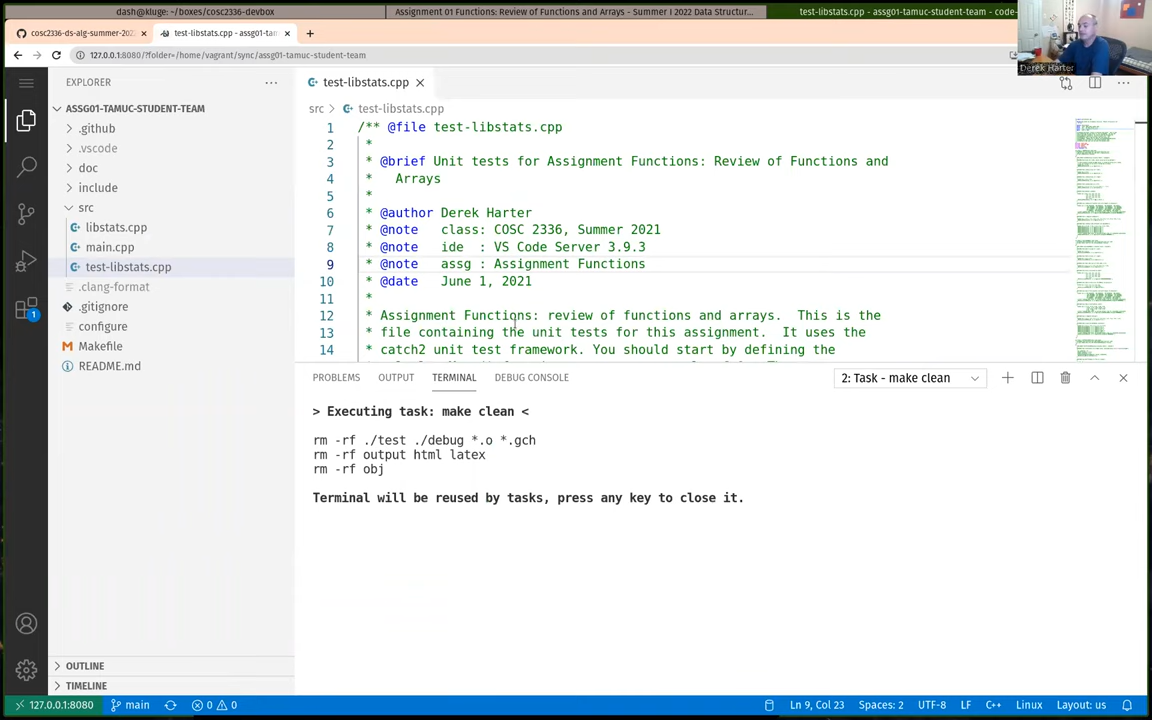 dash@kluge: ~/boxes/cosc2336-devbox
Assignment 01 Functions: Review of Functions and Arrays - Summer I 2022 Data Structur...
test-libstats.cpp - assg01-tamuc-student-team - code-
cosc2336-ds-alg-summer-202
test-libstats.cpp - assg01-tam
127.0.0.1:8080/?folder=/home/vagrant/sync/assg01-tamuc-student-team
Derek Harter
EXPLORER
ASSG01-TAMUC-STUDENT-TEAM
.github
.vscode
doc
include
src
libstats.cpp
main.cpp
test-libstats.cpp
.clang-format
.gitignore
configure
Makefile
README.md
1
OUTLINE
TIMELINE
test-libstats.cpp
src > test-libstats.cpp
1 /** @file test-libstats.cpp
2 *
3 * @brief Unit tests for Assignment Functions: Review of Functions and
4 * Arrays
5 *
6 * @author Derek Harter
7 * @note class: COSC 2336, Summer 2021
8 * @note ide : VS Code Server 3.9.3
9 * @note assg : Assignment Functions
10 * @date June 1, 2021
11 *
12 * Assignment Functions: review of functions and arrays. This is the
13 * file containing the unit tests for this assignment. It uses the
14 * catch2 unit test framework. You should start by defining the
PROBLEMS OUTPUT TERMINAL DEBUG CONSOLE 2: Task - make clean
> Executing task: make clean <
rm -rf ./test ./debug *.o *.gch
rm -rf output html latex
rm -rf obj
Terminal will be reused by tasks, press any key to close it.
127.0.0.1:8080 main 0 0 Ln 9, Col 23 Spaces: 2 UTF-8 LF C++ Linux Layout: us